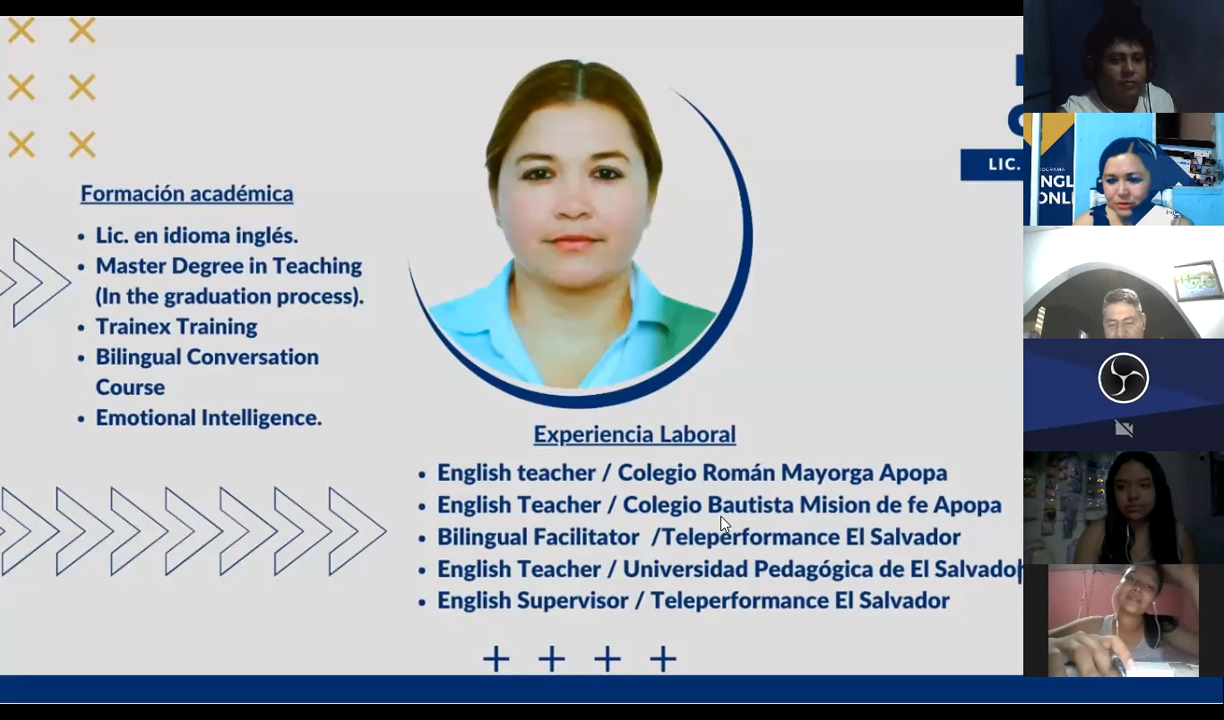 LIC.
Formación académica
Lic. en idioma inglés.
Master Degree in Teaching
(In the graduation process).
Trainex Training
Bilingual Conversation
Course
Emotional Intelligence.
Experiencia Laboral
English teacher / Colegio Román Mayorga Apopa
English Teacher / Colegio Bautista Mision de fe Apopa
Bilingual Facilitator /Teleperformance El Salvador
English Teacher / Universidad Pedagógica de El Salvador
English Supervisor / Teleperformance El Salvador